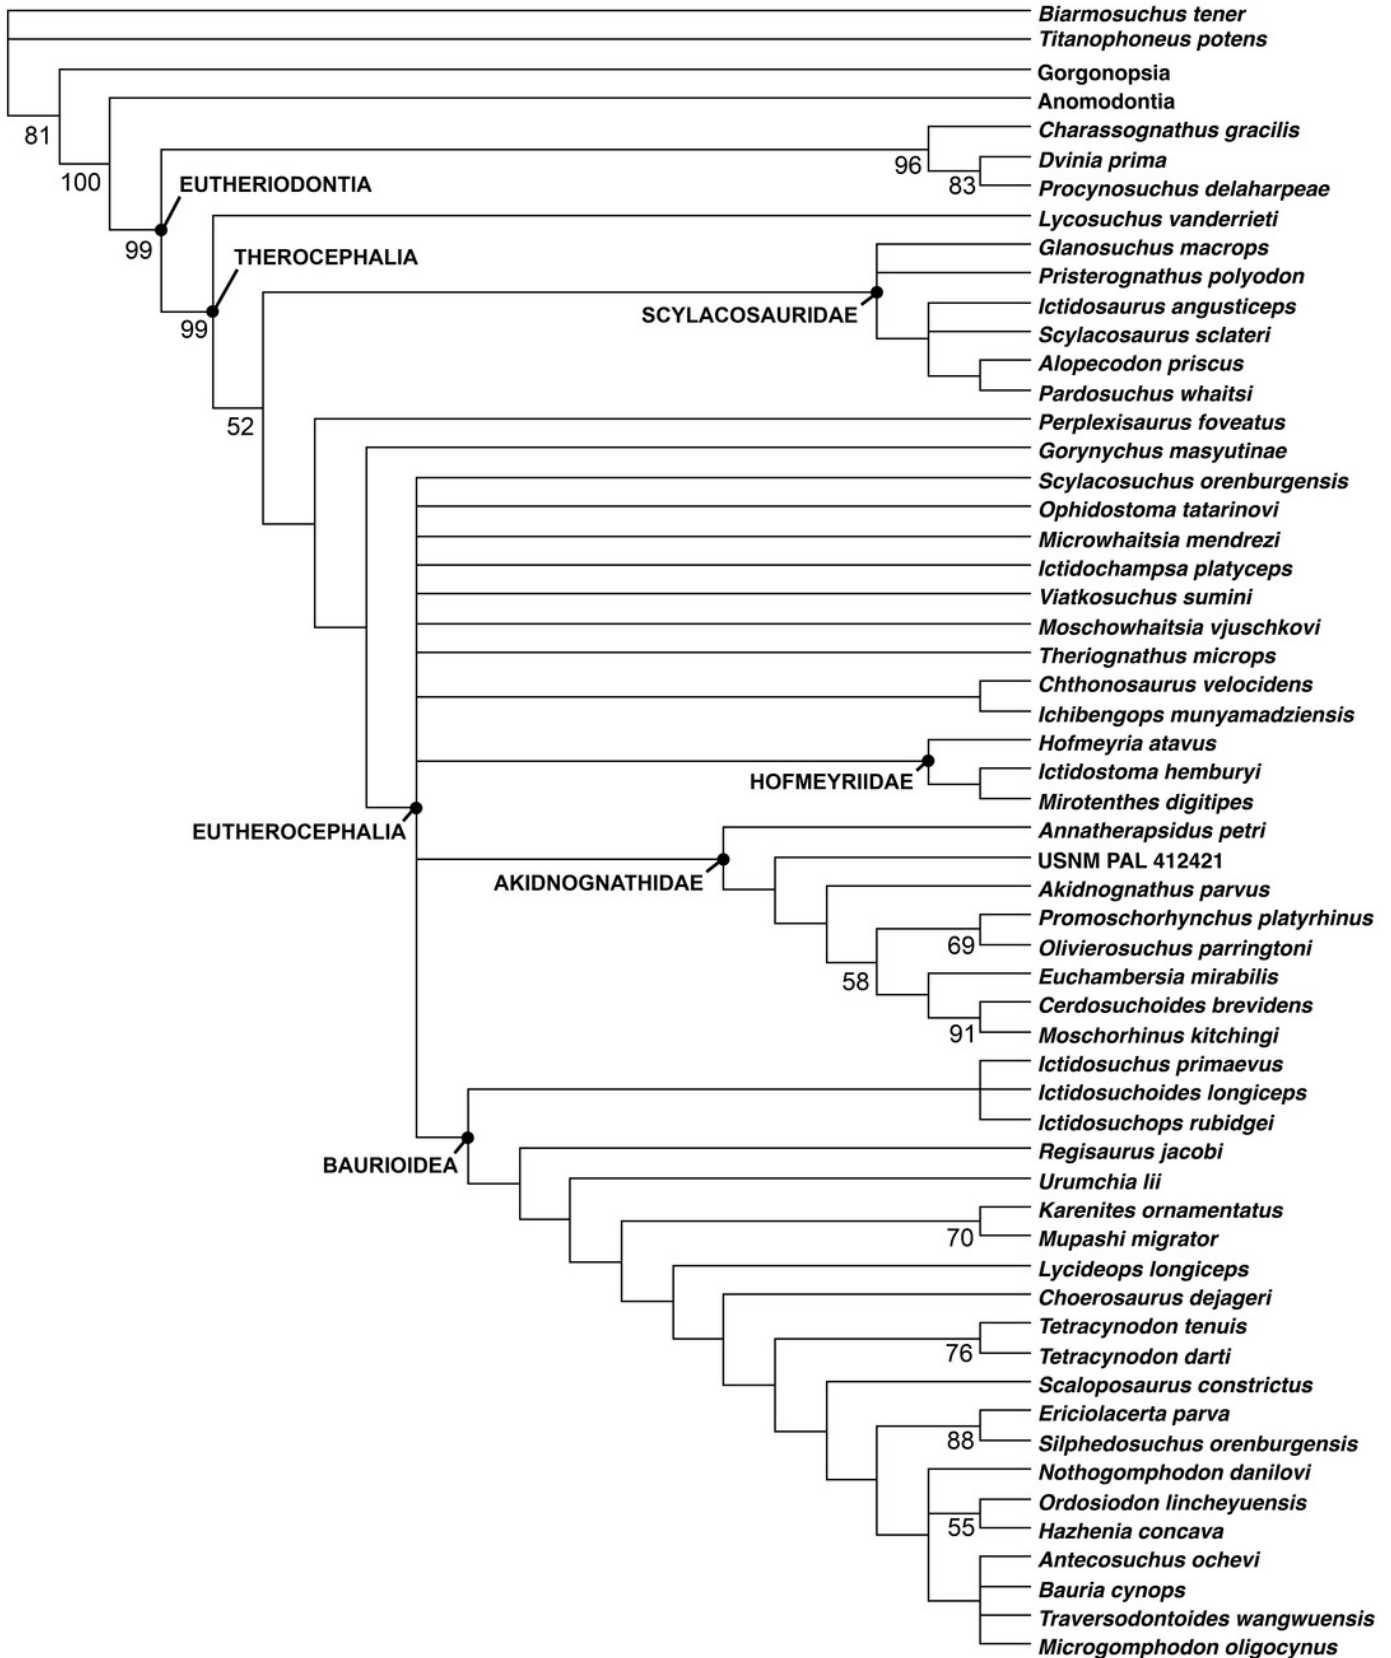 Biarmosuchus tener
Titanophoneus potens
Gorgonopsia
Anomodontia
81
Charassognathus gracilis
Dvinia prima
96
100
EUTHERIODONTIA
83
Procynosuchus delaharpeae
Lycosuchus vanderrieti
99
Glanosuchus macrops
THEROCEPHALIA
Pristerognathus polyodon
Ictidosaurus angusticeps
SCYLACOSAURIDAE
99
Scylacosaurus sclateri
Alopecodon priscus
Pardosuchus whaitsi
Perplexisaurus foveatus
52
Gorynychus masyutinae
Scylacosuchus orenburgensis
Ophidostoma tatarinovi
Microwhaitsia mendrezi
Ictidochampsa platyceps
Viatkosuchus sumini
Moschowhaitsia vjuschkovi
Theriognathus microps
Chthonosaurus velocidens
Ichibengops munyamadziensis
Hofmeyria atavus
Ictidostoma hemburyi
HOFMEYRIIDAE
Mirotenthes digitipes
EUTHEROCEPHALIA
Annatherapsidus petri
USNM PAL 412421
AKIDNOGNATHIDAE
Akidnognathus parvus
Promoschorhynchus platyrhinus
69
Olivierosuchus parringtoni
Euchambersia mirabilis
58
Cerdosuchoides brevidens
91
Moschorhinus kitchingi
Ictidosuchus primaevus
Ictidosuchoides longiceps
Ictidosuchops rubidgei
Regisaurus jacobi
BAURIOIDEA
Urumchia lii
Karenites ornamentatus
70
Mupashi migrator
Lycideops longiceps
Choerosaurus dejageri
Tetracynodon tenuis
76
Tetracynodon darti
Scaloposaurus constrictus
Ericiolacerta parva
88
Silphedosuchus orenburgensis
Nothogomphodon danilovi
Ordosiodon lincheyuensis
55
Hazhenia concava
Antecosuchus ochevi
Bauria cynops
Traversodontoides wangwuensis
Microgomphodon oligocynus